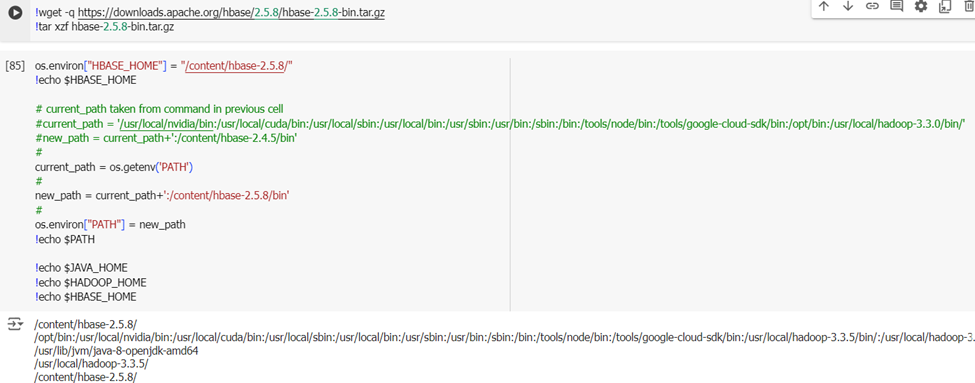 !wget -q https://downloads.apache.org/hbase/2.5.8/hbase-2.5.8-bin.tar.gz
!tar xzf hbase-2.5.8-bin.tar.gz
[85]
os.environ["HBASE_HOME"] = "/content/hbase-2.5.8/"
!echo $HBASE_HOME
# current_path taken from command in previous cell
#current_path = '/usr/local/nvidia/bin:/usr/local/cuda/bin:/usr/local/sbin:/usr/local/bin:/usr/sbin:/usr/bin:/sbin:/bin:/tools/node/bin:/tools/google-cloud-sdk/bin:/opt/bin:/usr/local/hadoop-3.3.0/bin/'
#new_path = current_path+':/content/hbase-2.4.5/bin'
#
current_path = os.getenv('PATH')
#
new_path = current_path+':/content/hbase-2.5.8/bin'
#
os.environ["PATH"] = new_path
!echo $PATH
!echo $JAVA_HOME
!echo $HADOOP_HOME
!echo $HBASE_HOME
/content/hbase-2.5.8/
/opt/bin:/usr/local/nvidia/bin:/usr/local/cuda/bin:/usr/local/sbin:/usr/local/bin:/usr/sbin:/usr/bin:/sbin:/bin:/tools/node/bin:/tools/google-cloud-sdk/bin:/usr/local/hadoop-3.3.5/bin/:/usr/local/hadoop-3.
/usr/lib/jvm/java-8-openjdk-amd64
/usr/local/hadoop-3.3.5/
/content/hbase-2.5.8/